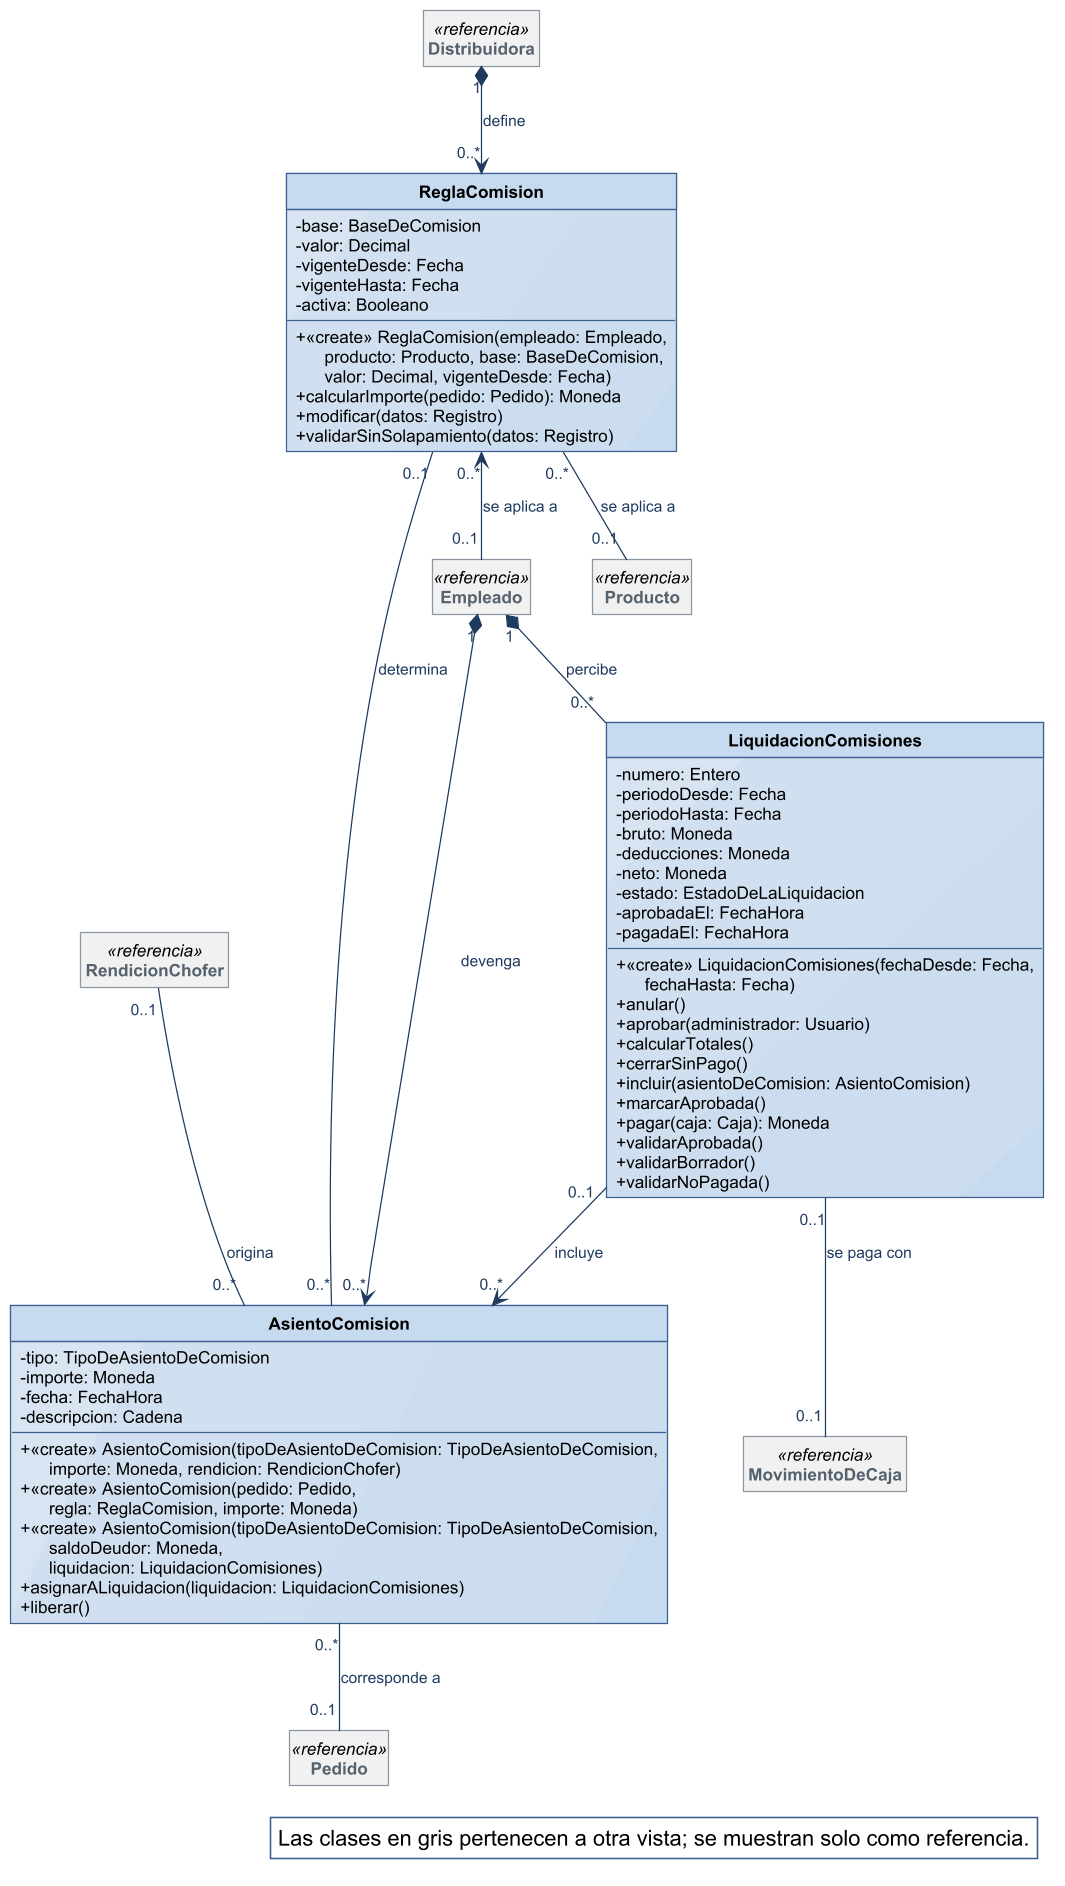 «referencia»
Distribuidora
1
define
0..*
ReglaComision
-base: BaseDeComision
-valor: Decimal
-vigenteDesde: Fecha
-vigenteHasta: Fecha
-activa: Booleano
+«create» ReglaComision(empleado: Empleado,
producto: Producto, base: BaseDeComision,
valor: Decimal, vigenteDesde: Fecha)
+calcularImporte(pedido: Pedido): Moneda
+modificar(datos: Registro)
+validarSinSolapamiento(datos: Registro)
0..1
0..*
0..*
se aplica a
se aplica a
0..1
0..1
«referencia»
Empleado
«referencia»
Producto
1
1
determina
percibe
0..*
LiquidacionComisiones
-numero: Entero
-periodoDesde: Fecha
-periodoHasta: Fecha
-bruto: Moneda
-deducciones: Moneda
-neto: Moneda
-estado: EstadoDeLaLiquidacion
-aprobadaEl: FechaHora
-pagadaEl: FechaHora
+«create» LiquidacionComisiones(fechaDesde: Fecha,
fechaHasta: Fecha)
+anular()
+aprobar(administrador: Usuario)
+calcularTotales()
+cerrarSinPago()
+incluir(asientoDeComision: AsientoComision)
+marcarAprobada()
+pagar(caja: Caja): Moneda
+validarAprobada()
+validarBorrador()
+validarNoPagada()
«referencia»
RendicionChofer
0..1
devenga
0..1
0..1
origina
incluye
se paga con
0..*
0..*
0..*
0..*
AsientoComision
-tipo: TipoDeAsientoDeComision
-importe: Moneda
-fecha: FechaHora
-descripcion: Cadena
+«create» AsientoComision(tipoDeAsientoDeComision: TipoDeAsientoDeComision,
importe: Moneda, rendicion: RendicionChofer)
+«create» AsientoComision(pedido: Pedido,
regla: ReglaComision, importe: Moneda)
+«create» AsientoComision(tipoDeAsientoDeComision: TipoDeAsientoDeComision,
saldoDeudor: Moneda,
liquidacion: LiquidacionComisiones)
+asignarALiquidacion(liquidacion: LiquidacionComisiones)
+liberar()
0..1
«referencia»
MovimientoDeCaja
0..*
corresponde a
0..1
«referencia»
Pedido
Las clases en gris pertenecen a otra vista; se muestran solo como referencia.